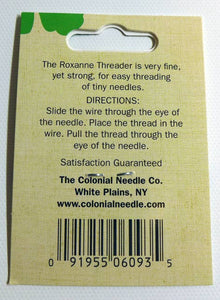 The Roxanne Threader is very fine,
yet strong, for easy threading
of tiny needles.
DIRECTIONS:
Slide the wire through the eye of
the needle. Place the thread in the
wire. Pull the thread through the
eye of the needle.
Satisfaction Guaranteed
The Colonial Needle Co.
White Plains, NY
www.colonialneedle.com
0 91955 06093 5